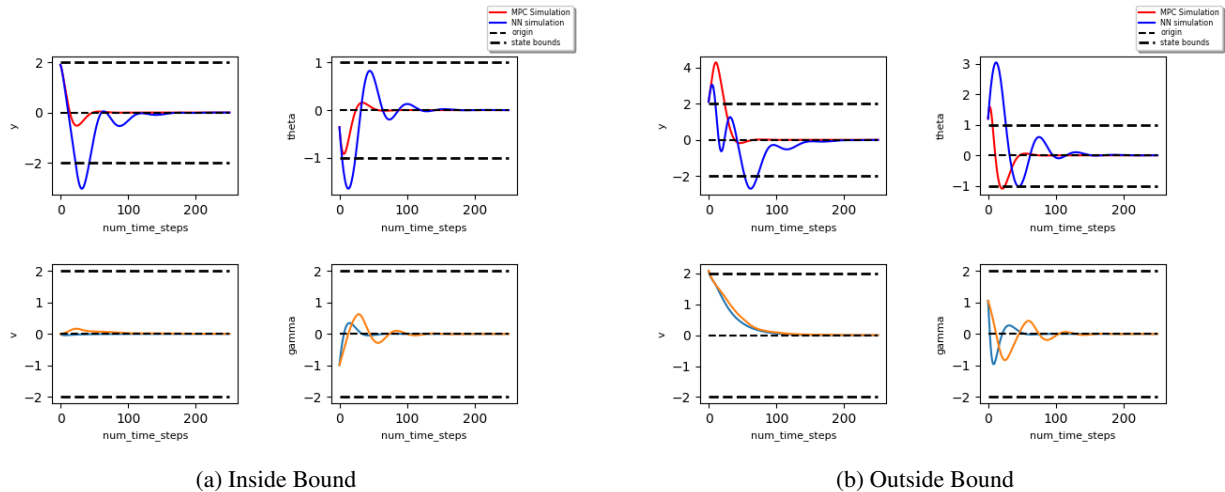 MPC Simulation
NN simulation
origin
state bounds
2
0
−2
y
0
100
200
num_time_steps
1
0
−1
theta
0
100
200
num_time_steps
2
1
0
−1
−2
v
0
100
200
num_time_steps
2
1
0
−1
−2
gamma
0
100
200
num_time_steps
(a) Inside Bound
MPC Simulation
NN simulation
origin
state bounds
4
2
0
−2
y
0
100
200
num_time_steps
3
2
1
0
−1
theta
0
100
200
num_time_steps
2
1
0
−1
−2
v
0
100
200
num_time_steps
2
1
0
−1
−2
gamma
0
100
200
num_time_steps
(b) Outside Bound